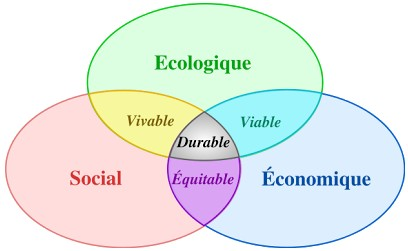 Ecologique
Vivable
Viable
Durable
Social
Équitable
Économique